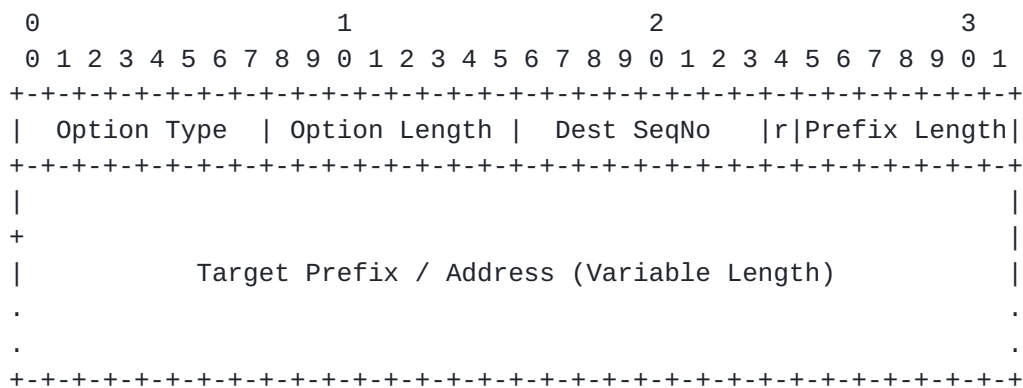 0                   1                   2                   3
 0 1 2 3 4 5 6 7 8 9 0 1 2 3 4 5 6 7 8 9 0 1 2 3 4 5 6 7 8 9 0 1
+-+-+-+-+-+-+-+-+-+-+-+-+-+-+-+-+-+-+-+-+-+-+-+-+-+-+-+-+-+-+-+-+
|  Option Type  | Option Length |  Dest SeqNo   |r|Prefix Length|
+-+-+-+-+-+-+-+-+-+-+-+-+-+-+-+-+-+-+-+-+-+-+-+-+-+-+-+-+-+-+-+-+
|                                                               |
+                                                               |
|           Target Prefix / Address (Variable Length)           |
.                                                               .
.                                                               .
+-+-+-+-+-+-+-+-+-+-+-+-+-+-+-+-+-+-+-+-+-+-+-+-+-+-+-+-+-+-+-+-+